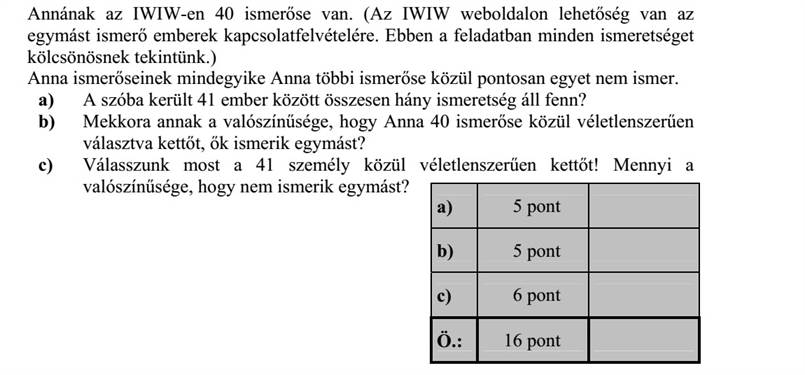 Annának az IWIW-en 40 ismerőse van. (Az IWIW weboldalon lehetőség van az
egymást ismerő emberek kapcsolatfelvételére. Ebben a feladatban minden ismeretséget
kölcsönösnek tekintünk.)
Anna ismerőseinek mindegyike Anna többi ismerőse közül pontosan egyet nem ismer.
a) A szóba került 41 ember között összesen hány ismeretség áll fenn?
b) Mekkora annak a valószínűsége, hogy Anna 40 ismerőse közül véletlenszerűen
választva kettőt, ők ismerik egymást?
c) Válasszunk most a 41 személy közül véletlenszerűen kettőt! Mennyi a
valószínűsége, hogy nem ismerik egymást?
a) 5 pont
b) 5 pont
c) 6 pont
Ö.: 16 pont